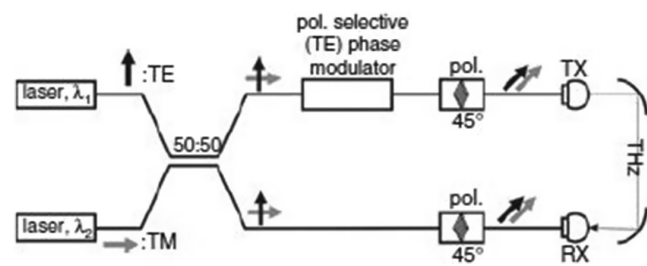 pol. selective
(TE) phase
modulator
:TE
laser, λ1
pol.
TX
45°
50:50
THz
laser, λ2
:TM
pol.
45°
RX